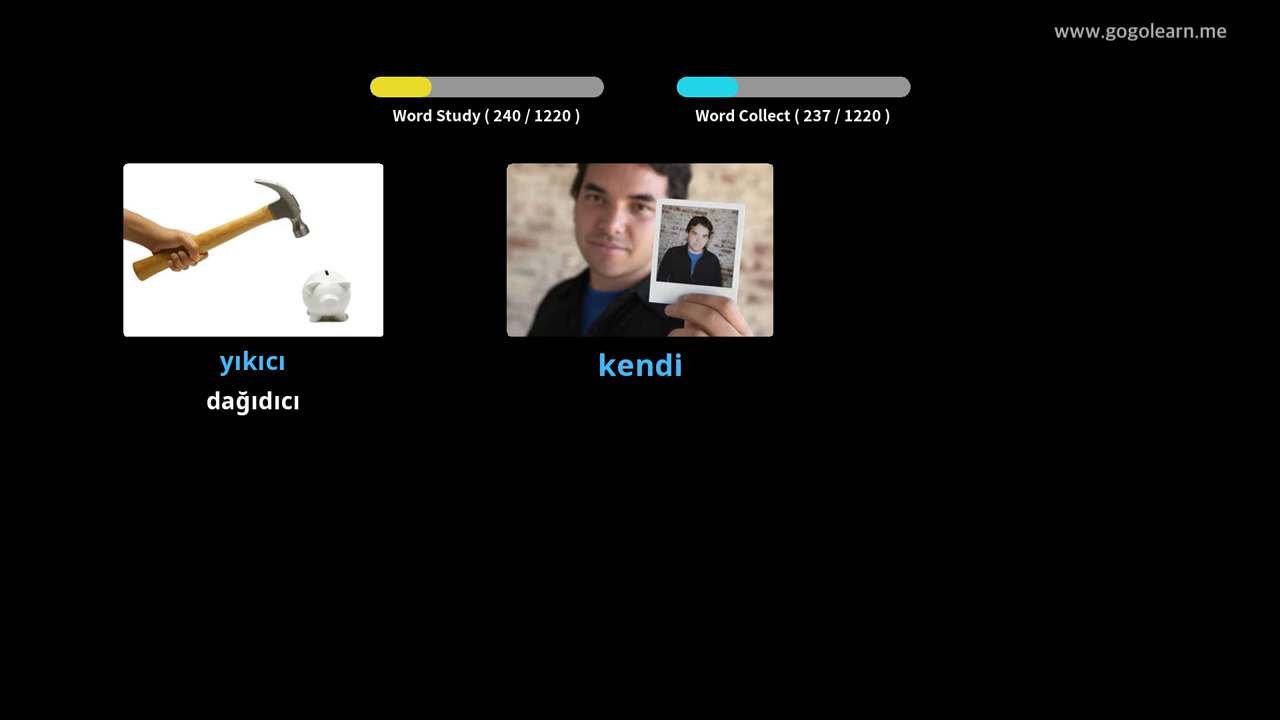 www.gogolearn.me
Word Study ( 240 / 1220 )
Word Collect ( 237 / 1220 )
yıkıcı
dağıdıcı
kendi